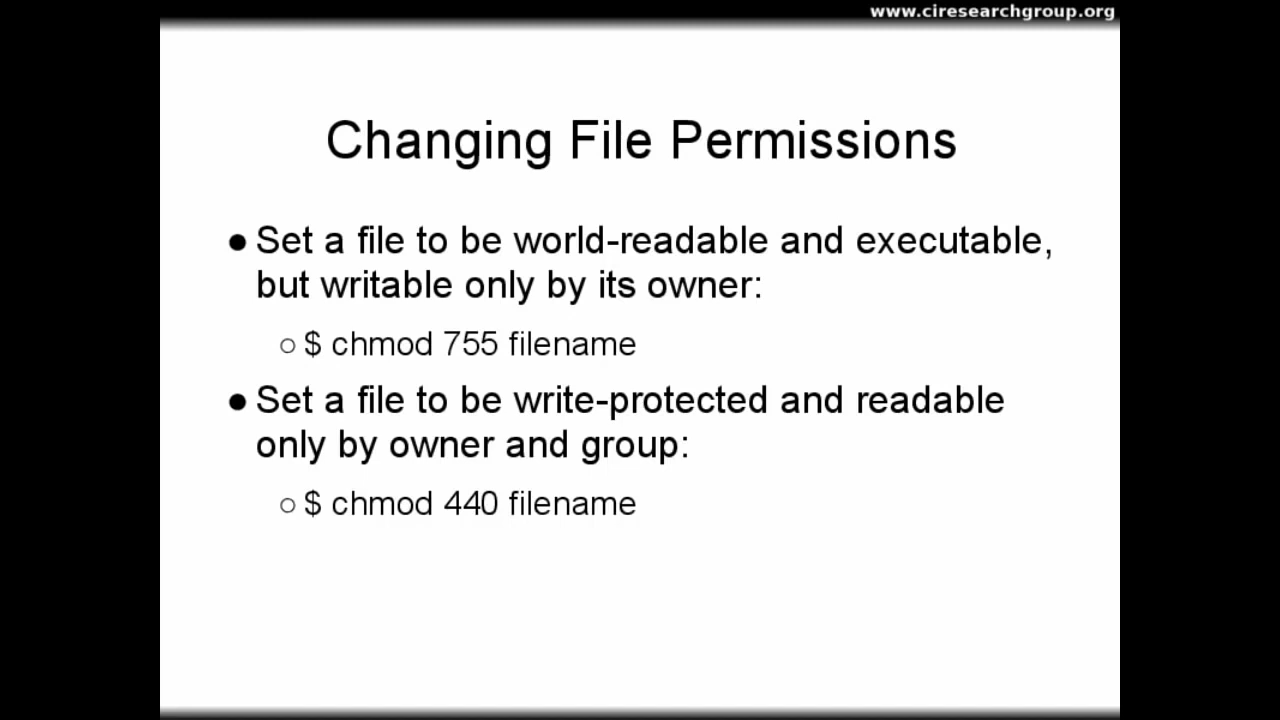 www.ciresearchgroup.org
Changing File Permissions
● Set a file to be world-readable and executable,
but writable only by its owner:
○ $ chmod 755 filename
● Set a file to be write-protected and readable
only by owner and group:
○ $ chmod 440 filename